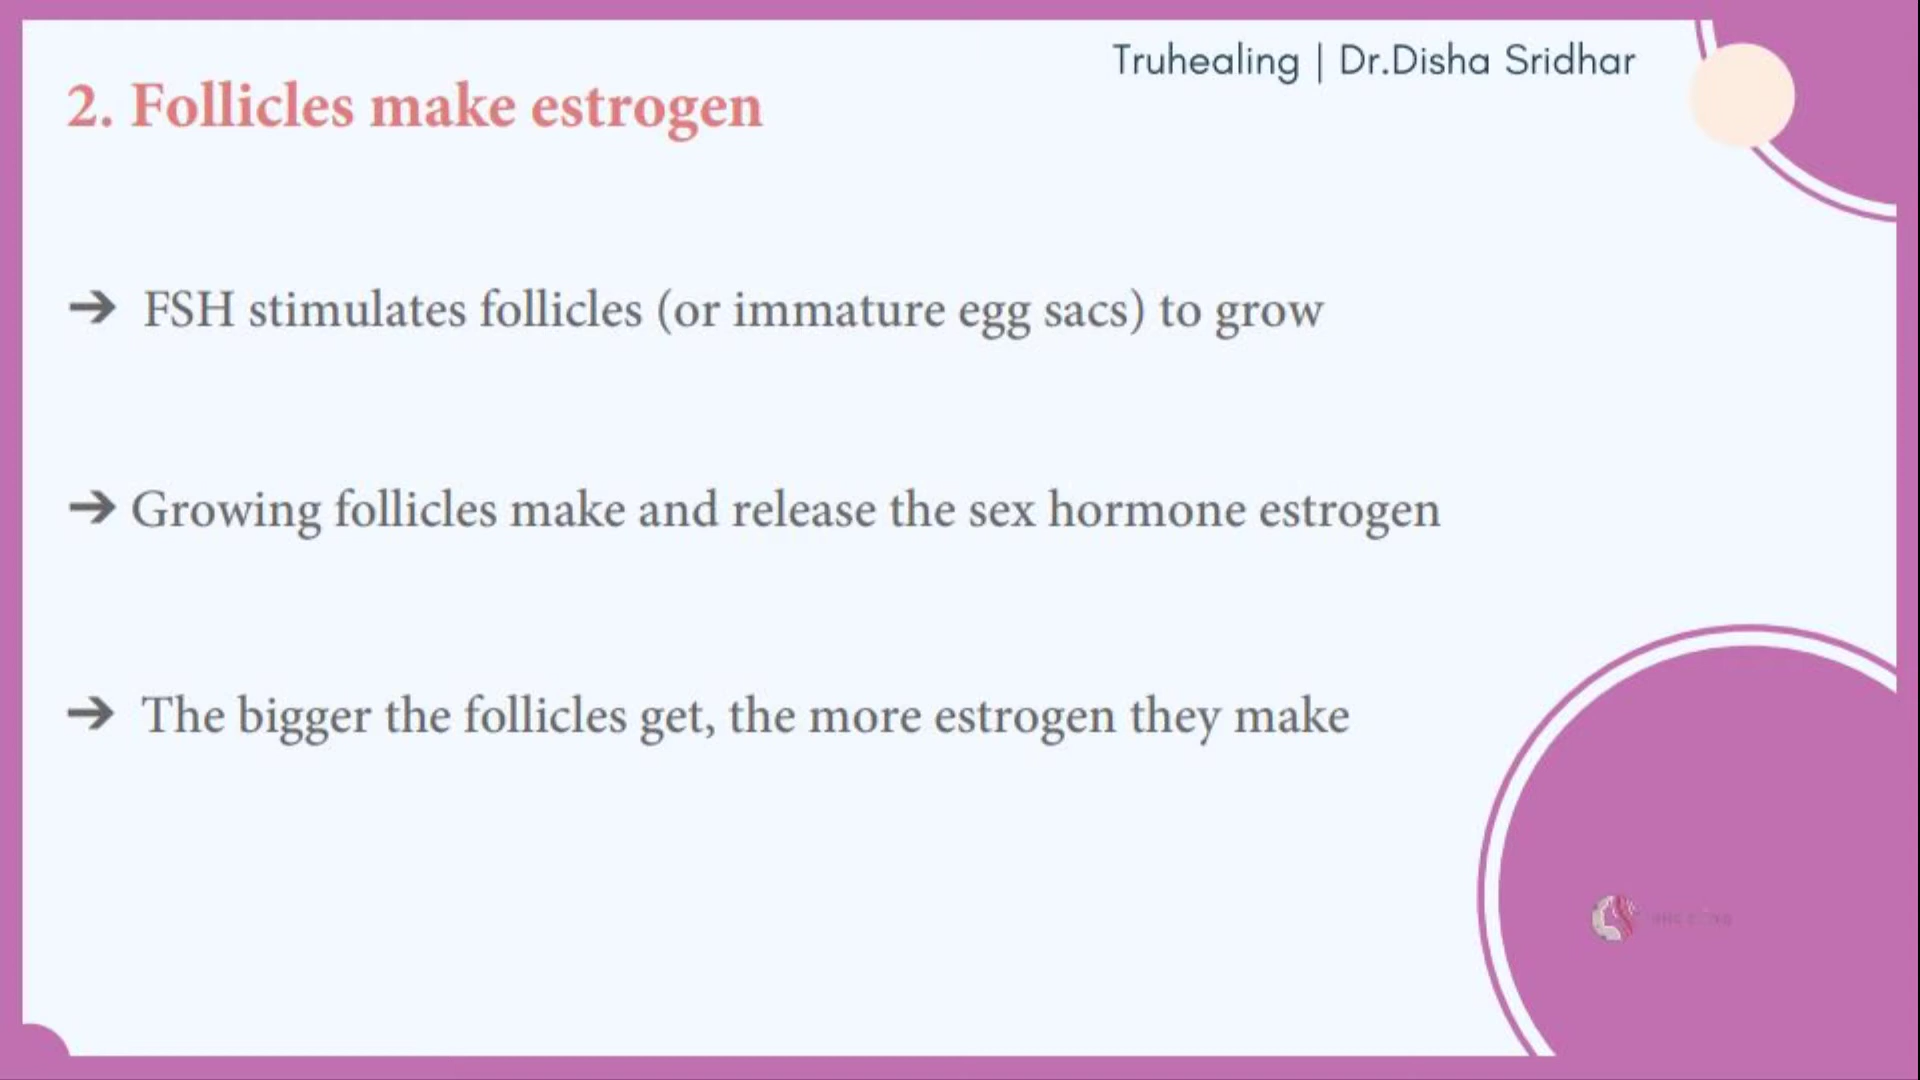 Truhealing | Dr.Disha Sridhar
2. Follicles make estrogen
➔ FSH stimulates follicles (or immature egg sacs) to grow
➔ Growing follicles make and release the sex hormone estrogen
➔ The bigger the follicles get, the more estrogen they make